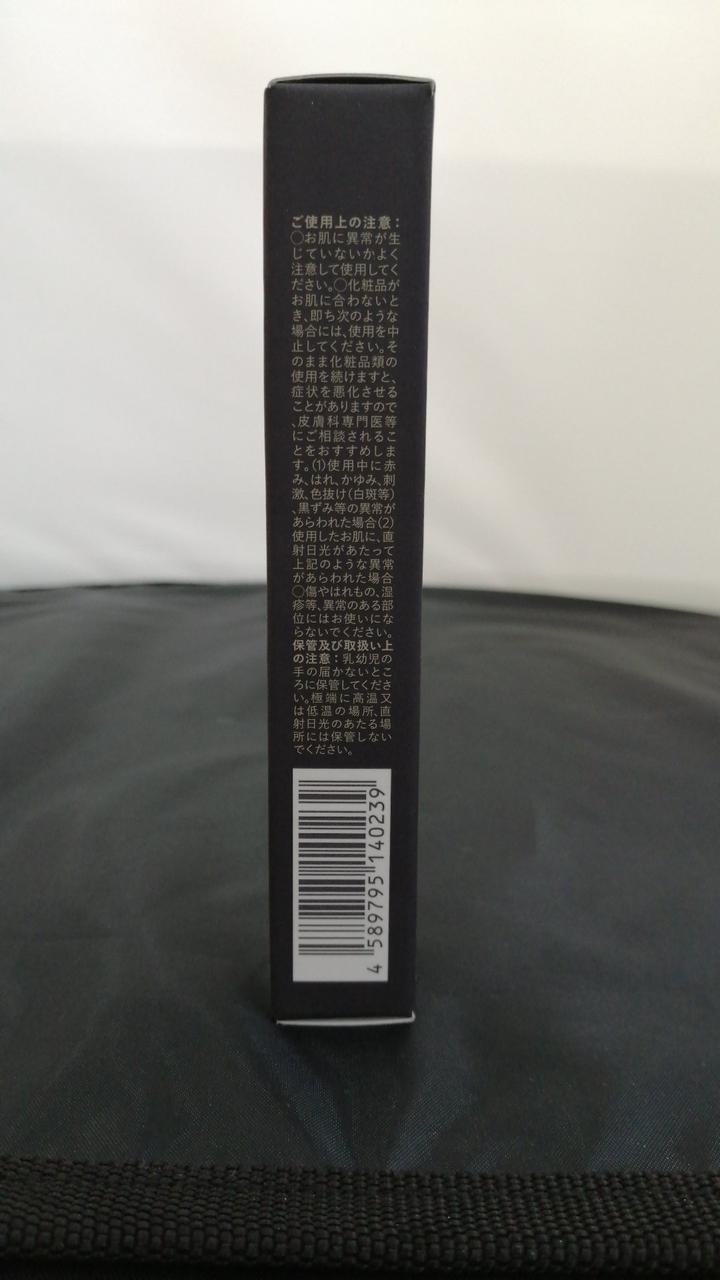 ご使用上の注意：
◯お肌に異常が生
じていないかよく
注意して使用してく
ださい。◯化粧品が
お肌に合わないと
き、即ち次のような
場合には、使用を中
止してください。そ
のまま化粧品類の
使用を続けますと、
症状を悪化させる
ことがありますので
、皮膚科専門医等
にご相談されるこ
とをおすすめしま
す。(1)使用中に赤
み、はれ、かゆみ、刺
激、色抜け(白斑等)
、黒ずみ等の異常が
あらわれた場合(2)
使用したお肌に、直
射日光があたって
上記のような異常
があらわれた場合
◯傷やはれもの、湿
疹等、異常のある部
位にはお使いにな
らないでください。
保管及び取扱い上
の注意：乳幼児の
手の届かないとこ
ろに保管してくださ
い。極端に高温又
は低温の場所、直
射日光のあたる場
所には保管しない
でください。
4 589795 140239